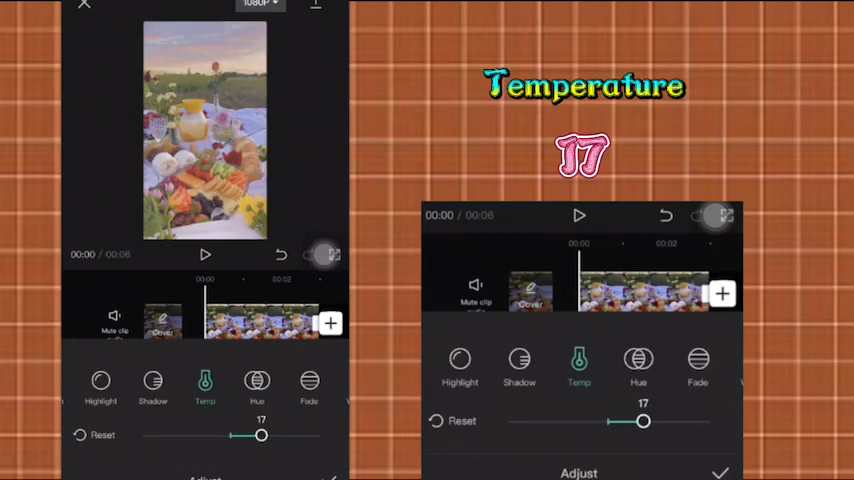 1080P
00:00 / 00:06
00:00
00:02
Mute clip
Cover
Highlight
Shadow
Temp
Hue
Fade
17
Reset
Adjust
Temperature
17
00:00 / 00:06
00:00
00:02
Mute clip
Cover
Highlight
Shadow
Temp
Hue
Fade
17
Reset
Adjust